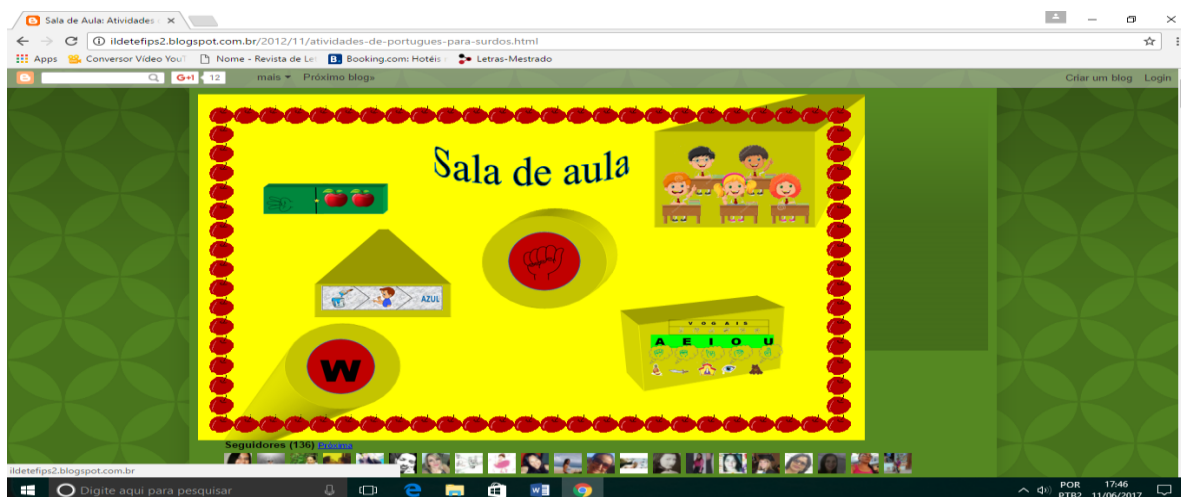 Sala de Aula: Atividades
ildetefips2.blogspot.com.br/2012/11/atividades-de-portugues-para-surdos.html
Apps Conversor Vídeo YouT Nome - Revista de Let Booking.com: Hotéis Letras-Mestrado
G+1 12 mais Próximo blog» Criar um blog Login
Sala de aula
AZUL
VOGAIS
A E I O U
W
Seguidores (136) Próxima
ildetefips2.blogspot.com.br
Digite aqui para pesquisar
POR 17:46
PTB2 11/06/2017